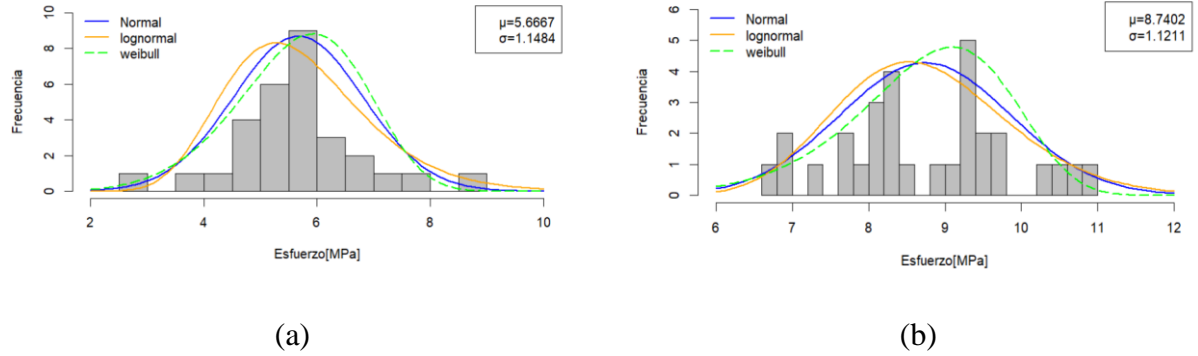 Normal
lognormal
weibull
μ=5.6667
σ=1.1484
Frecuencia
10
8
6
4
2
0
2 4 6 8 10
Esfuerzo[MPa]
(a)
Normal
lognormal
weibull
μ=8.7402
σ=1.1211
Frecuencia
6
5
4
3
2
1
0
6 7 8 9 10 11 12
Esfuerzo[MPa]
(b)